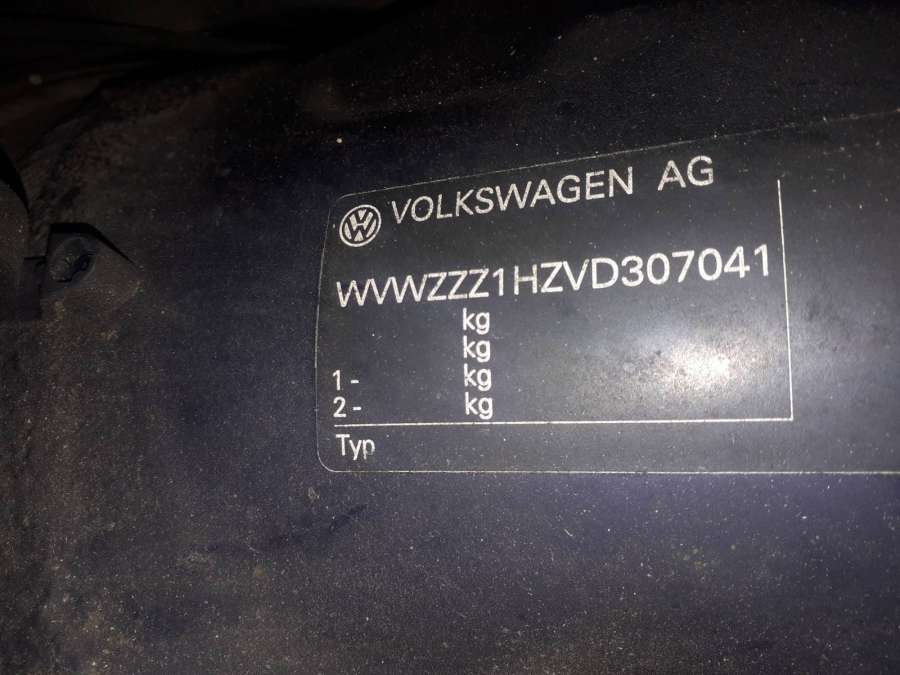 VOLKSWAGEN AG
WVWZZZ1HZVD307041
kg
kg
1- kg
2- kg
Typ